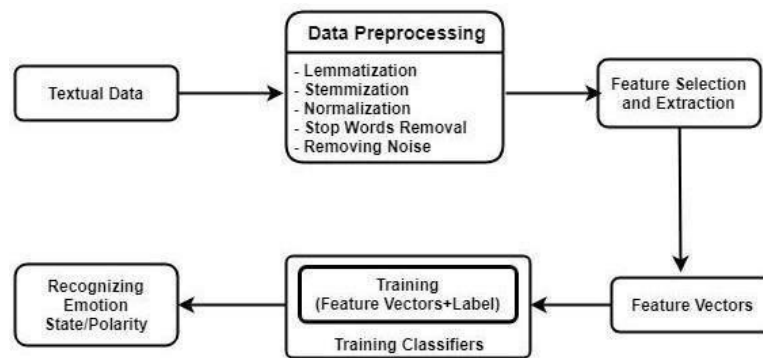 Textual Data
Data Preprocessing
- Lemmatization
- Stemmization
- Normalization
- Stop Words Removal
- Removing Noise
Feature Selection
and Extraction
Feature Vectors
Training
(Feature Vectors+Label)
Training Classifiers
Recognizing
Emotion
State/Polarity